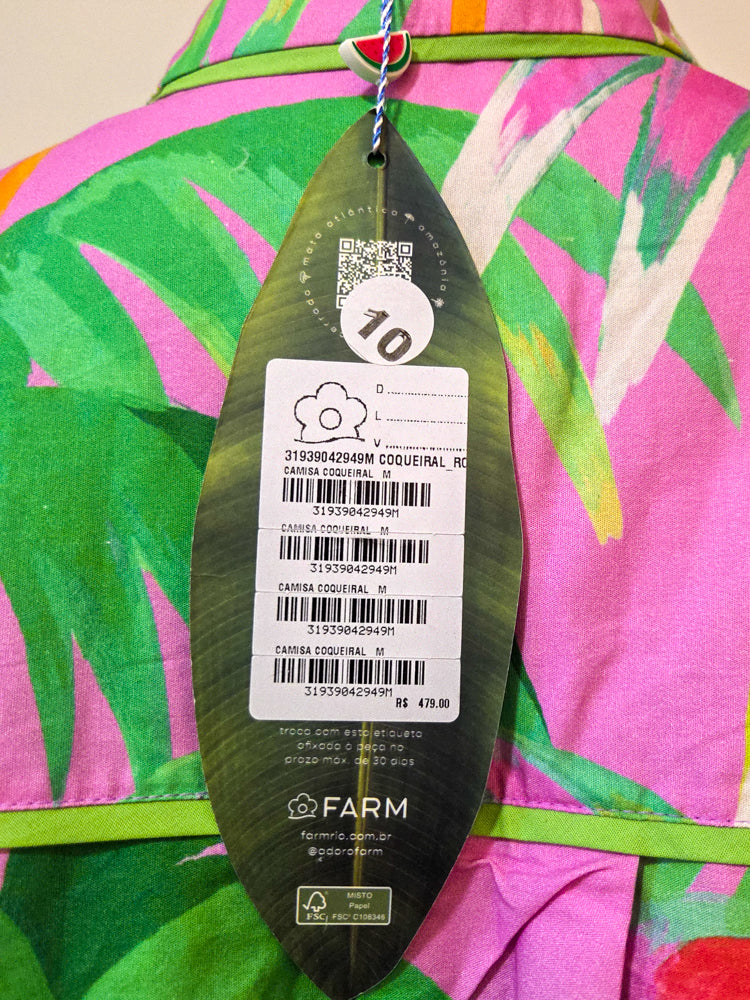 mata atlântica amazônia cerrado
10
D
L
V
31939042949M COQUEIRAL_RO
CAMISA COQUEIRAL M
31939042949M
CAMISA COQUEIRAL M
31939042949M
CAMISA COQUEIRAL M
31939042949M
CAMISA COQUEIRAL M
31939042949M
R$ 479.00
troca com esta etiqueta
afixada à peça no
prazo máx. de 30 dias
FARM
farmrio.com.br
@adorofarm
MISTO
Papel
FSC
FSC® C106346